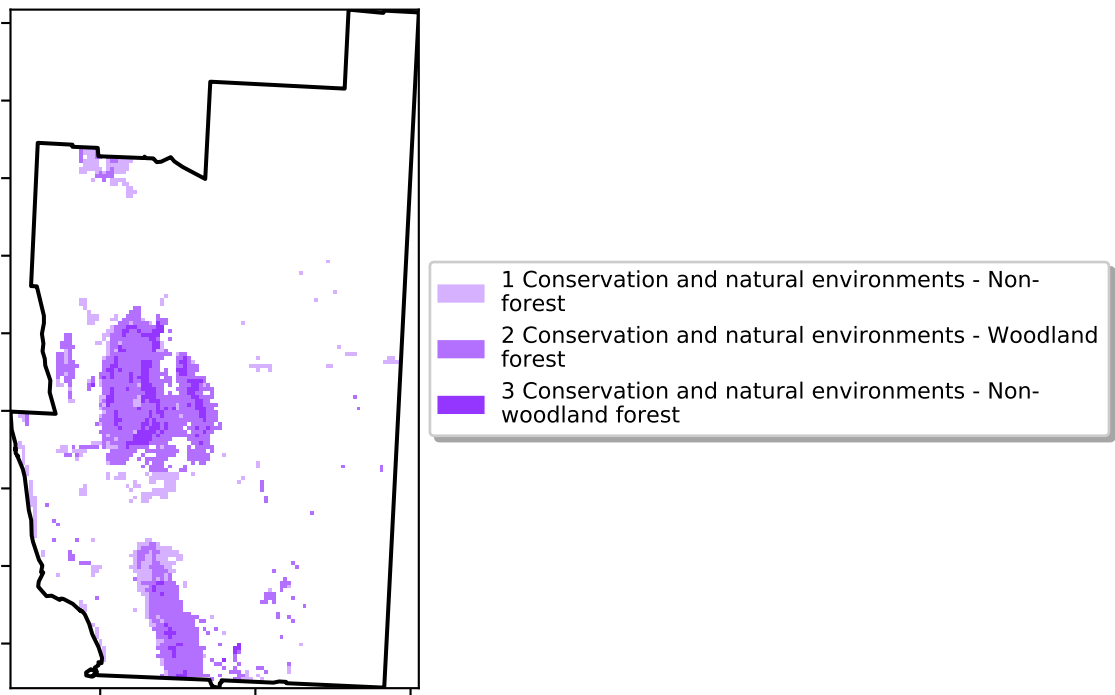 1 Conservation and natural environments - Non-
forest
2 Conservation and natural environments - Woodland
forest
3 Conservation and natural environments - Non-
woodland forest